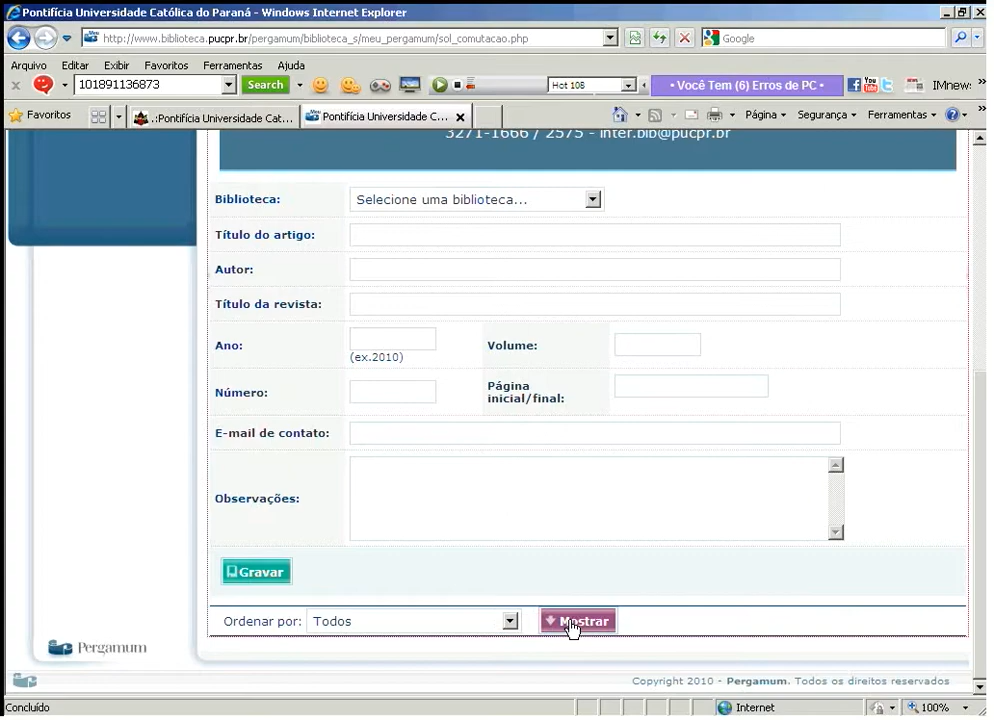 Pontifícia Universidade Católica do Paraná - Windows Internet Explorer
http://www.biblioteca.pucpr.br/pergamum/biblioteca_s/meu_pergamum/sol_comutacao.php
Google
Arquivo Editar Exibir Favoritos Ferramentas Ajuda
101891136873 Search Hot 108 • Você Tem (6) Erros de PC • You Tube IMnew:
Favoritos .:Pontifícia Universidade Cat... Pontifícia Universidade C... Página Segurança Ferramentas
3271-1666 / 2575 - inter.bib@pucpr.br
Biblioteca: Selecione uma biblioteca...
Título do artigo:
Autor:
Título da revista:
Ano: (ex.2010) Volume:
Número: Página inicial/final:
E-mail de contato:
Observações:
Gravar
Ordenar por: Todos Mostrar
Pergamum
Copyright 2010 - Pergamum. Todos os direitos reservados
Concluído Internet 100%